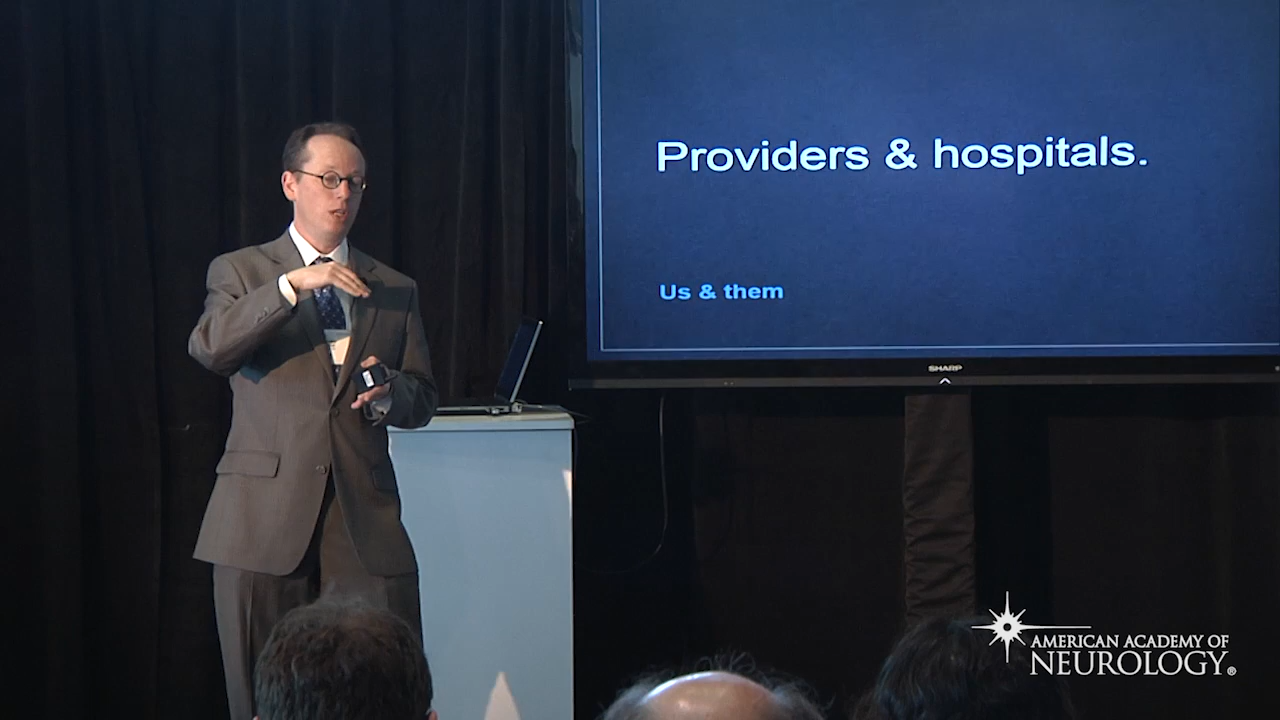 Providers & hospitals.
Us & them
SHARP
AMERICAN ACADEMY OF
NEUROLOGY®